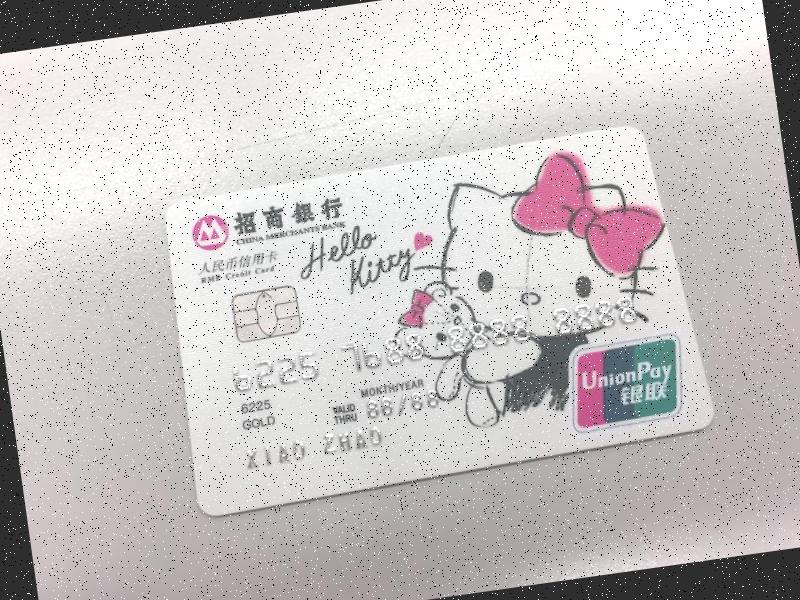 招商银行
CHINA MERCHANTS BANK
人民币信用卡
RMB Credit Card
Hello
Kitty
6225 7688 8888 8888
6225
GOLD
MONTH/YEAR
VALID
THRU
88/88
XIAO ZHAO
UnionPay
银联